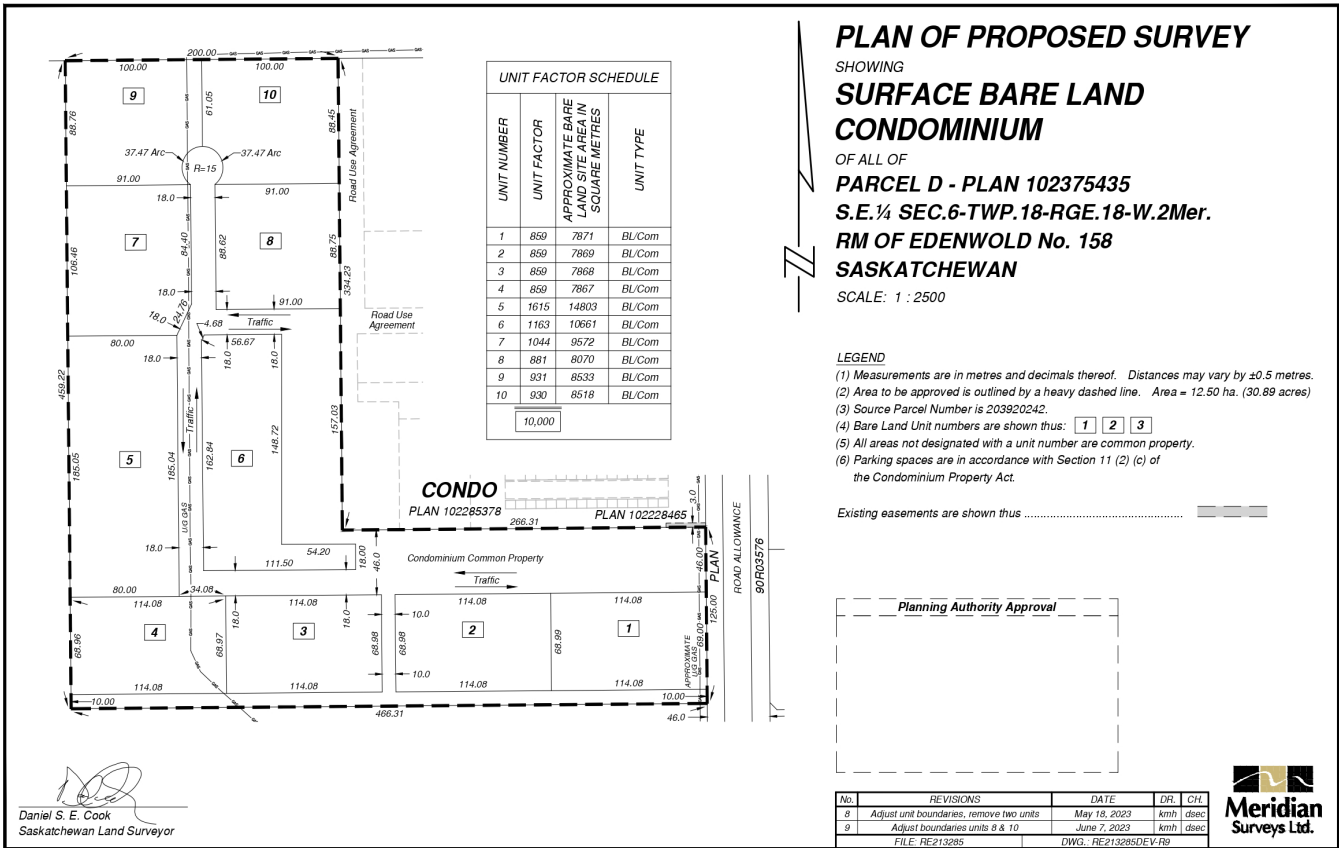 PLAN OF PROPOSED SURVEY
SHOWING
SURFACE BARE LAND
CONDOMINIUM
OF ALL OF
PARCEL D - PLAN 102375435
S.E.¼ SEC.6-TWP.18-RGE.18-W.2Mer.
RM OF EDENWOLD No. 158
SASKATCHEWAN
SCALE: 1 : 2500
LEGEND
(1) Measurements are in metres and decimals thereof. Distances may vary by ±0.5 metres.
(2) Area to be approved is outlined by a heavy dashed line. Area = 12.50 ha. (30.89 acres)
(3) Source Parcel Number is 203920242.
(4) Bare Land Unit numbers are shown thus: 1 2 3
(5) All areas not designated with a unit number are common property.
(6) Parking spaces are in accordance with Section 11 (2) (c) of
the Condominium Property Act.
Existing easements are shown thus ..............................................
Planning Authority Approval
No. REVISIONS DATE DR. CH.
8 Adjust unit boundaries, remove two units May 18, 2023 kmh dsec
9 Adjust boundaries units 8 & 10 June 7, 2023 kmh dsec
FILE: RE213285 DWG.: RE213285DEV-R9
Meridian
Surveys Ltd.
UNIT FACTOR SCHEDULE
UNIT NUMBER
UNIT FACTOR
APPROXIMATE BARE
LAND SITE AREA IN
SQUARE METRES
UNIT TYPE
1 859 7871 BL/Com
2 859 7869 BL/Com
3 859 7868 BL/Com
4 859 7867 BL/Com
5 1615 14803 BL/Com
6 1163 10661 BL/Com
7 1044 9572 BL/Com
8 881 8070 BL/Com
9 931 8533 BL/Com
10 930 8518 BL/Com
10,000
200.00
100.00
100.00
9
10
88.76
61.05
88.45
37.47 Arc
37.47 Arc
R=15
91.00
91.00
18.0
7
8
106.46
84.40
88.62
88.75
334.23
Road Use Agreement
18.0
91.00
18.0
24.76
4.68
Traffic
Road Use
Agreement
80.00
56.67
18.0
18.0
18.0
459.22
157.03
Traffic
5
6
185.05
185.04
162.84
148.72
U/G GAS
CONDO
PLAN 102285378
PLAN 102228465
3.0
266.31
18.0
54.20
18.00
46.0
111.50
Condominium Common Property
Traffic
46.00
PLAN
ROAD ALLOWANCE
90R03576
125.00
80.00
34.08
114.08
114.08
114.08
114.08
18.0
18.0
10.0
4
3
2
1
68.96
68.97
68.98
68.98
68.99
69.00
APPROXIMATE
U/G GAS
10.0
114.08
114.08
114.08
114.08
10.00
10.00
466.31
46.0
Daniel S. E. Cook
Saskatchewan Land Surveyor